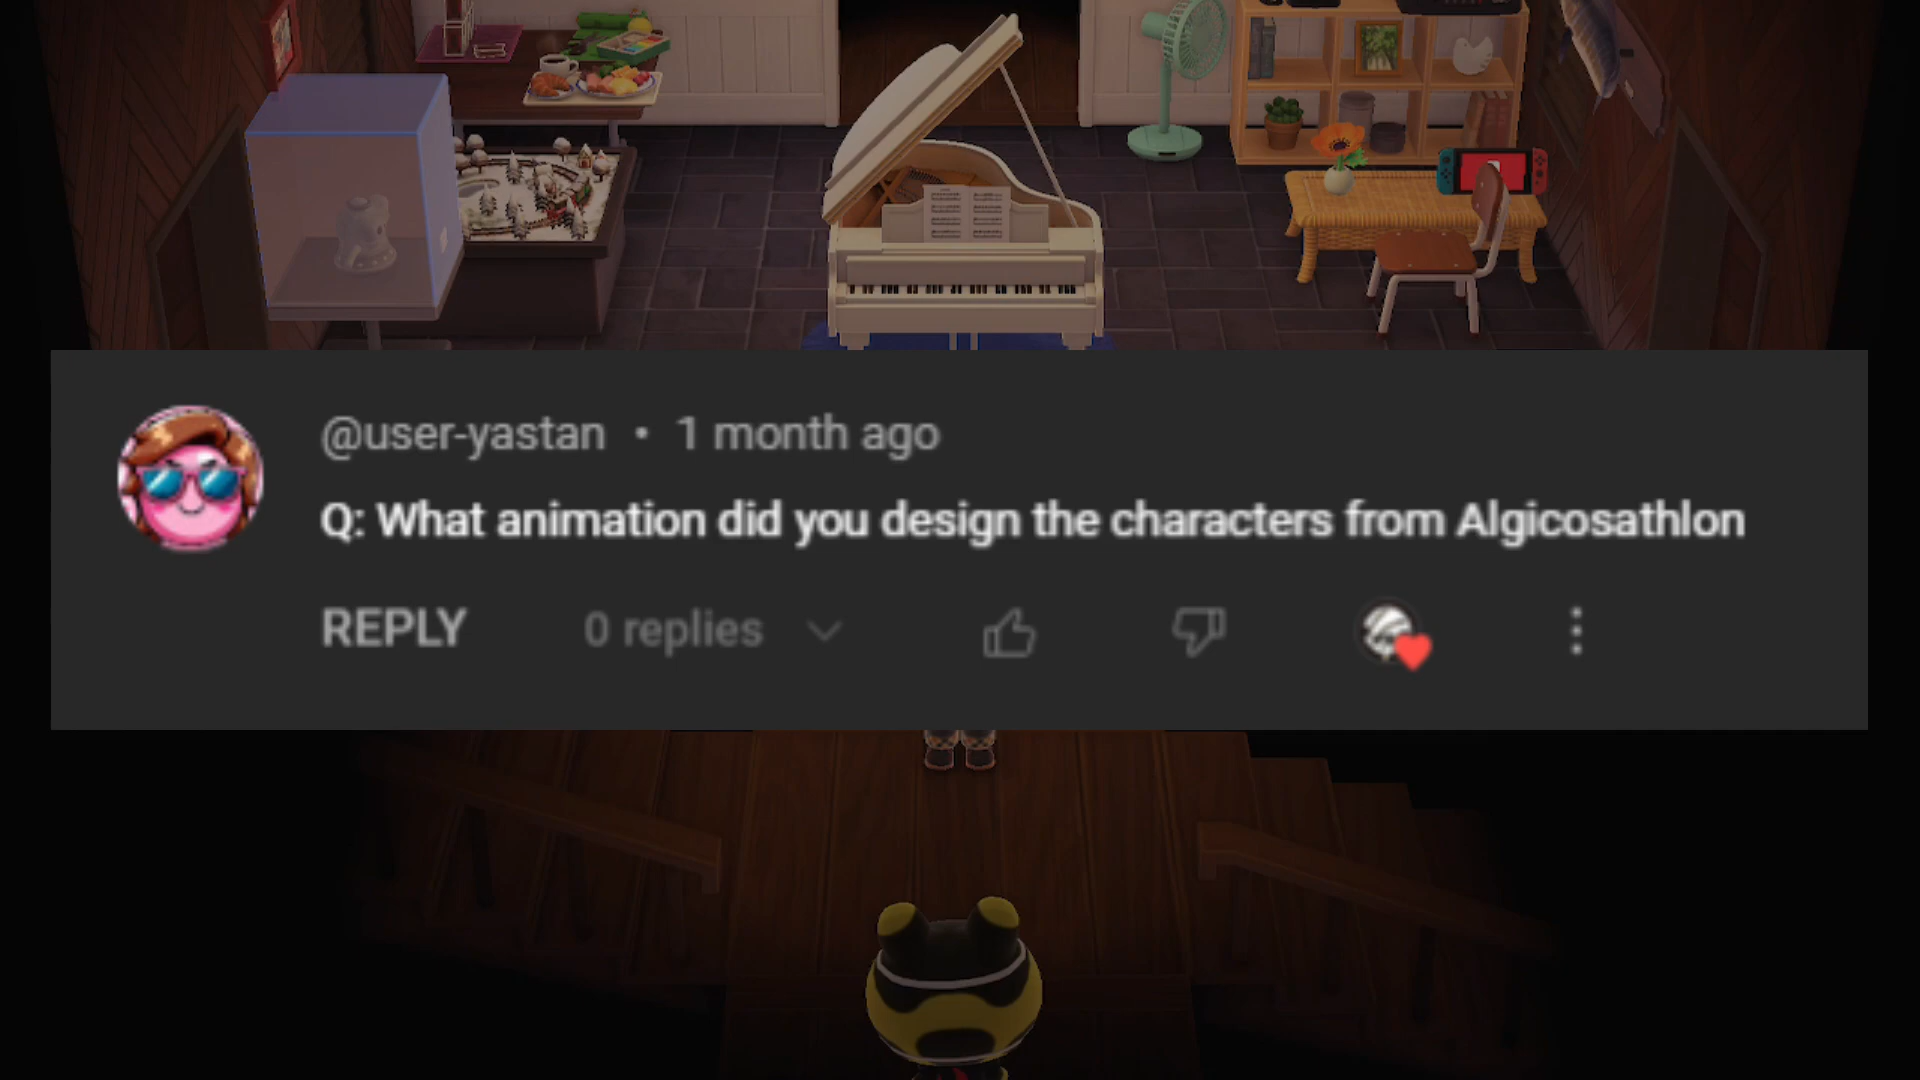 @user-yastan • 1 month ago
Q: What animation did you design the characters from Algicosathlon
REPLY 0 replies